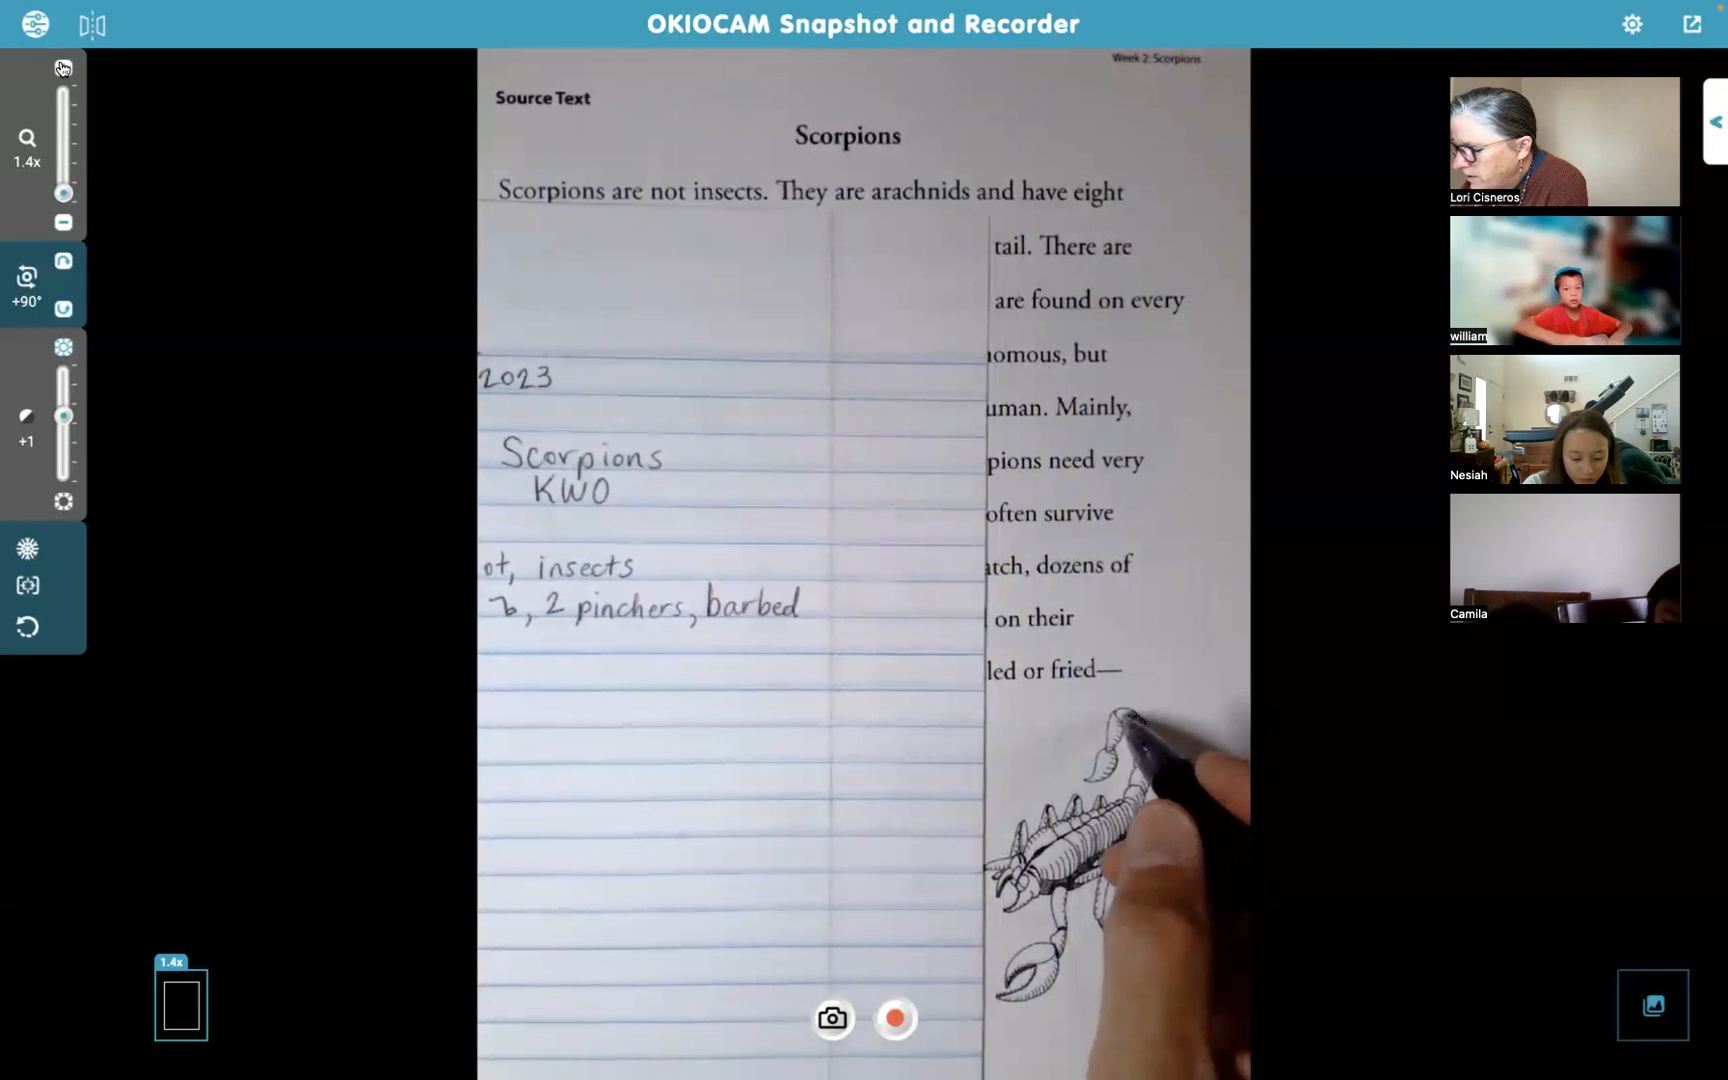 OKIOCAM Snapshot and Recorder
1.4x
+90°
+1
Week 2: Scorpions
Source Text
Scorpions
Scorpions are not insects. They are arachnids and have eight
tail. There are
are found on every
omous, but
uman. Mainly,
pions need very
often survive
atch, dozens of
on their
led or fried—
2023
Scorpions
KWO
ot, insects
, 2 pinchers, barbed
Lori Cisneros
william
Nesiah
Camila
1.4x